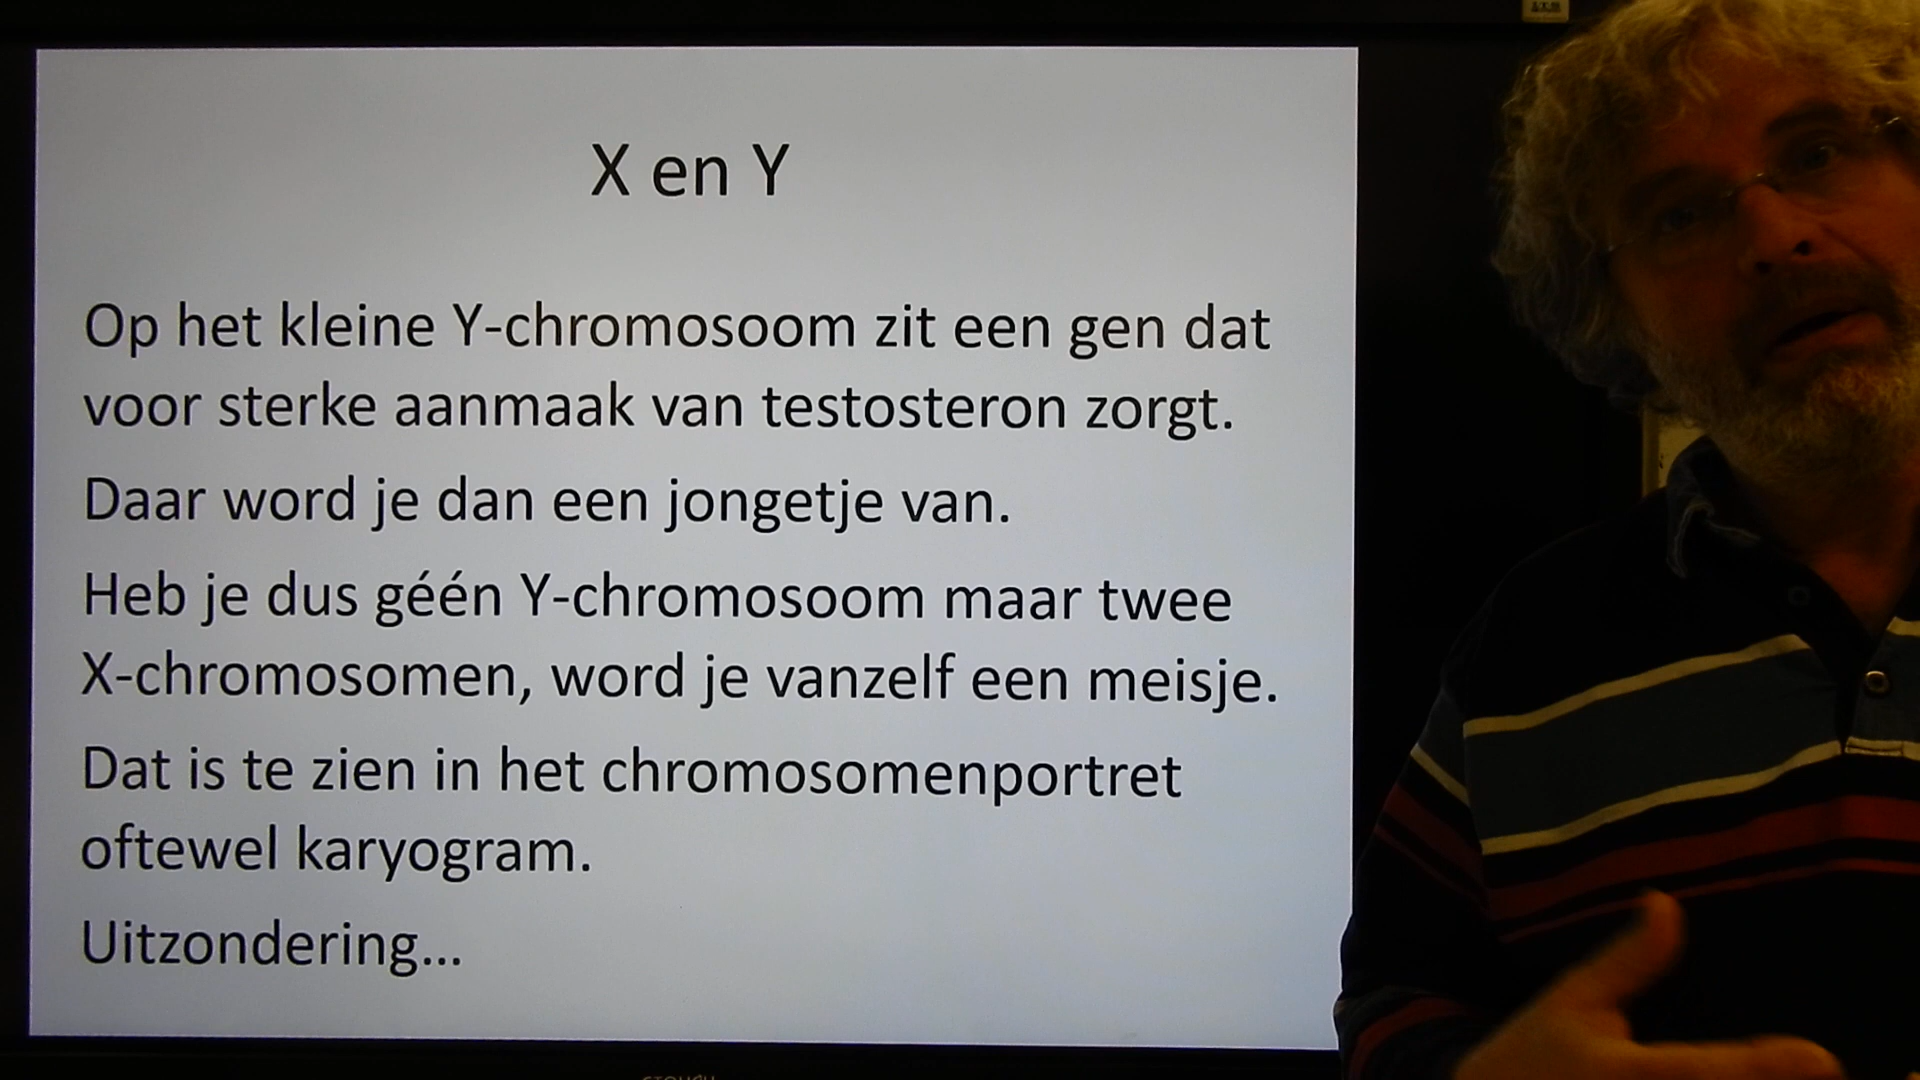 X en Y
Op het kleine Y-chromosoom zit een gen dat
voor sterke aanmaak van testosteron zorgt.
Daar word je dan een jongetje van.
Heb je dus géén Y-chromosoom maar twee
X-chromosomen, word je vanzelf een meisje.
Dat is te zien in het chromosomenportret
oftewel karyogram.
Uitzondering...